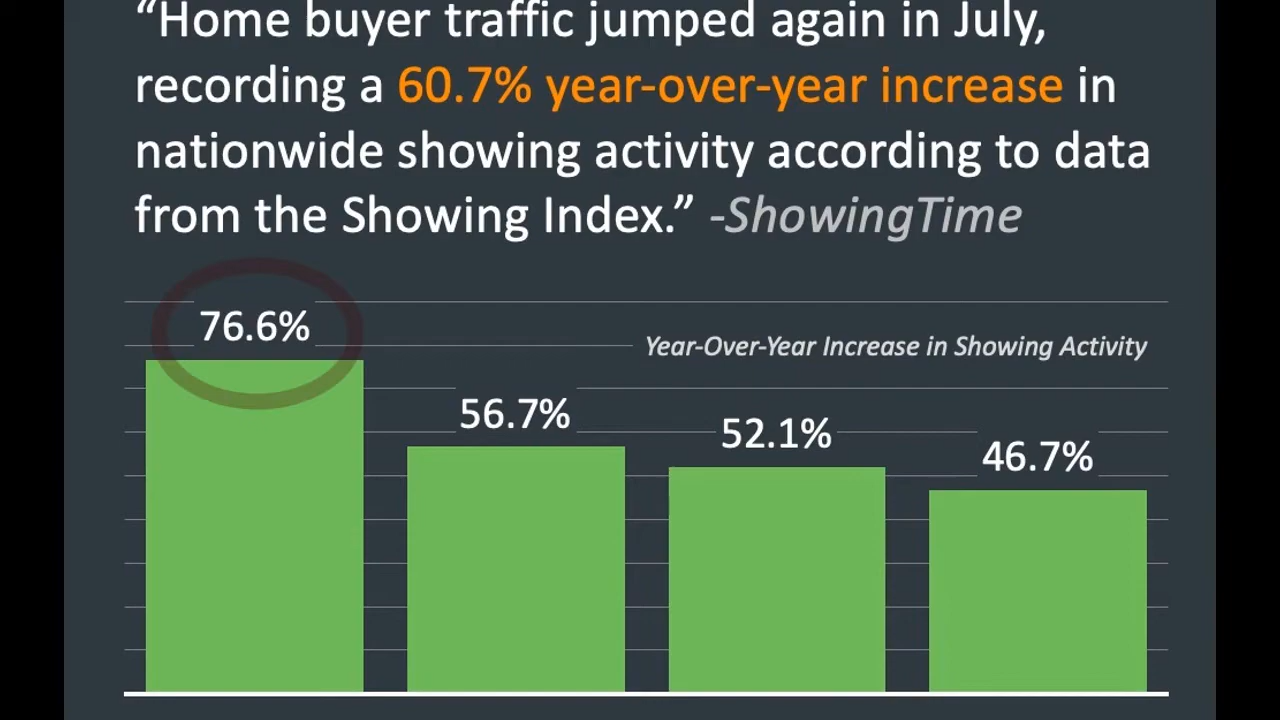 “Home buyer traffic jumped again in July,
recording a 60.7% year-over-year increase in
nationwide showing activity according to data
from the Showing Index.” -ShowingTime
76.6%
Year-Over-Year Increase in Showing Activity
56.7%
52.1%
46.7%